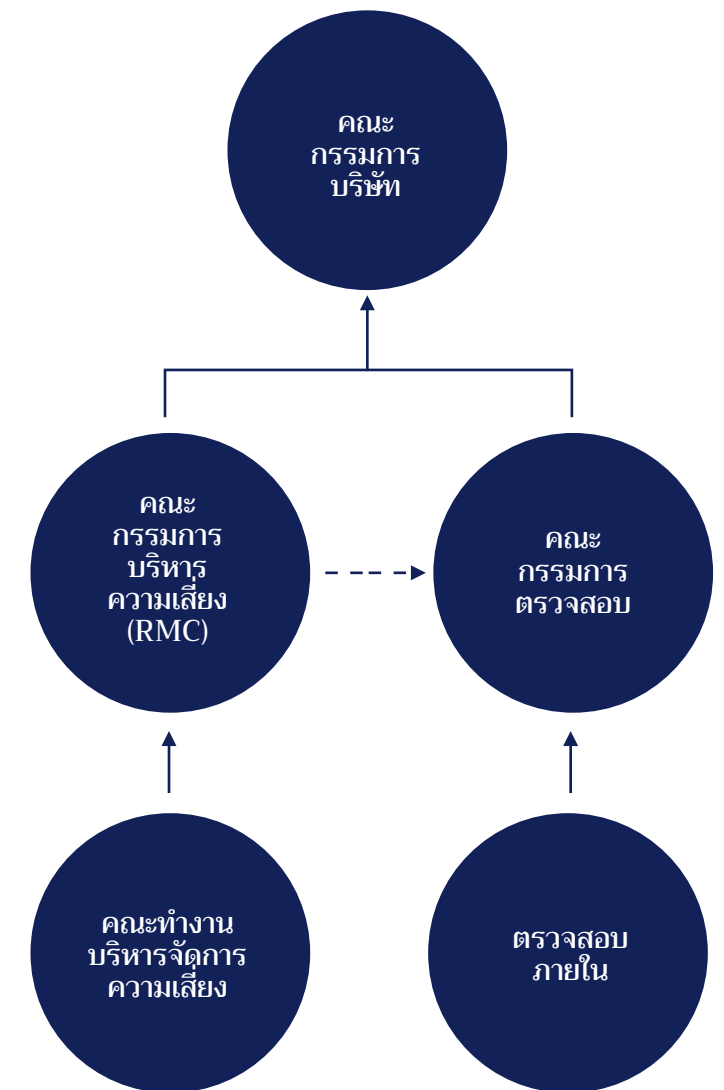 คณะ
กรรมการ
บริษัท
คณะ
กรรมการ
บริหาร
ความเสี่ยง
(RMC)
คณะ
กรรมการ
ตรวจสอบ
คณะทำงาน
บริหารจัดการ
ความเสี่ยง
ตรวจสอบ
ภายใน